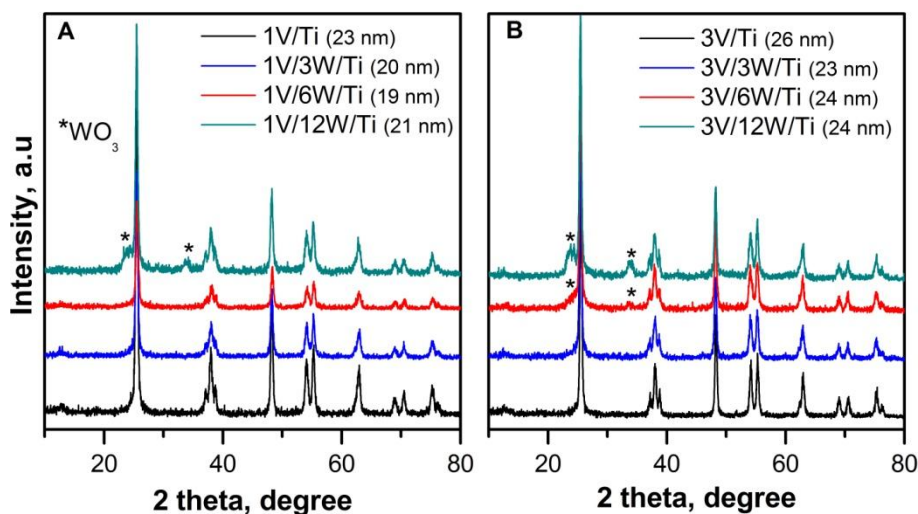 A
1V/Ti (23 nm)
1V/3W/Ti (20 nm)
1V/6W/Ti (19 nm)
1V/12W/Ti (21 nm)
*WO3
*
*
Intensity, a.u
20 40 60 80
2 theta, degree
B
3V/Ti (26 nm)
3V/3W/Ti (23 nm)
3V/6W/Ti (24 nm)
3V/12W/Ti (24 nm)
*
*
*
*
20 40 60 80
2 theta, degree